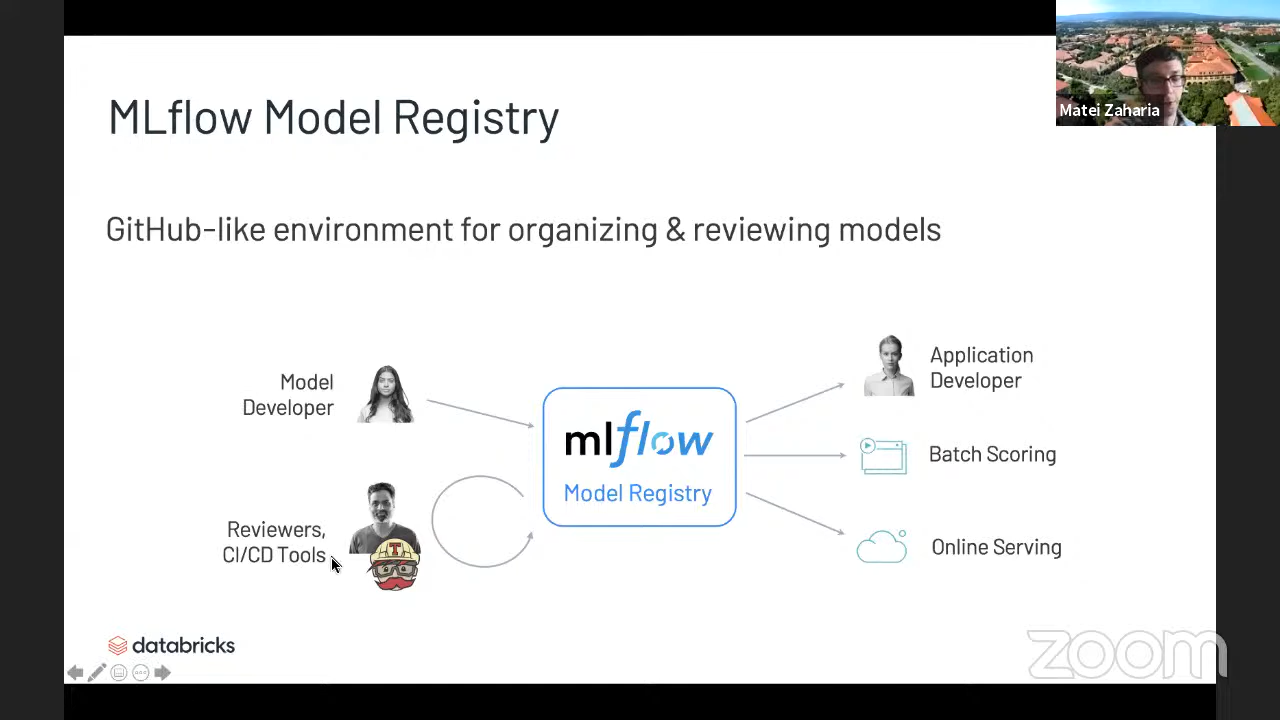 Matei Zaharia
MLflow Model Registry
GitHub-like environment for organizing & reviewing models
Model
Developer
Reviewers,
CI/CD Tools
T
mlflow
Model Registry
Application
Developer
Batch Scoring
Online Serving
databricks
zoom